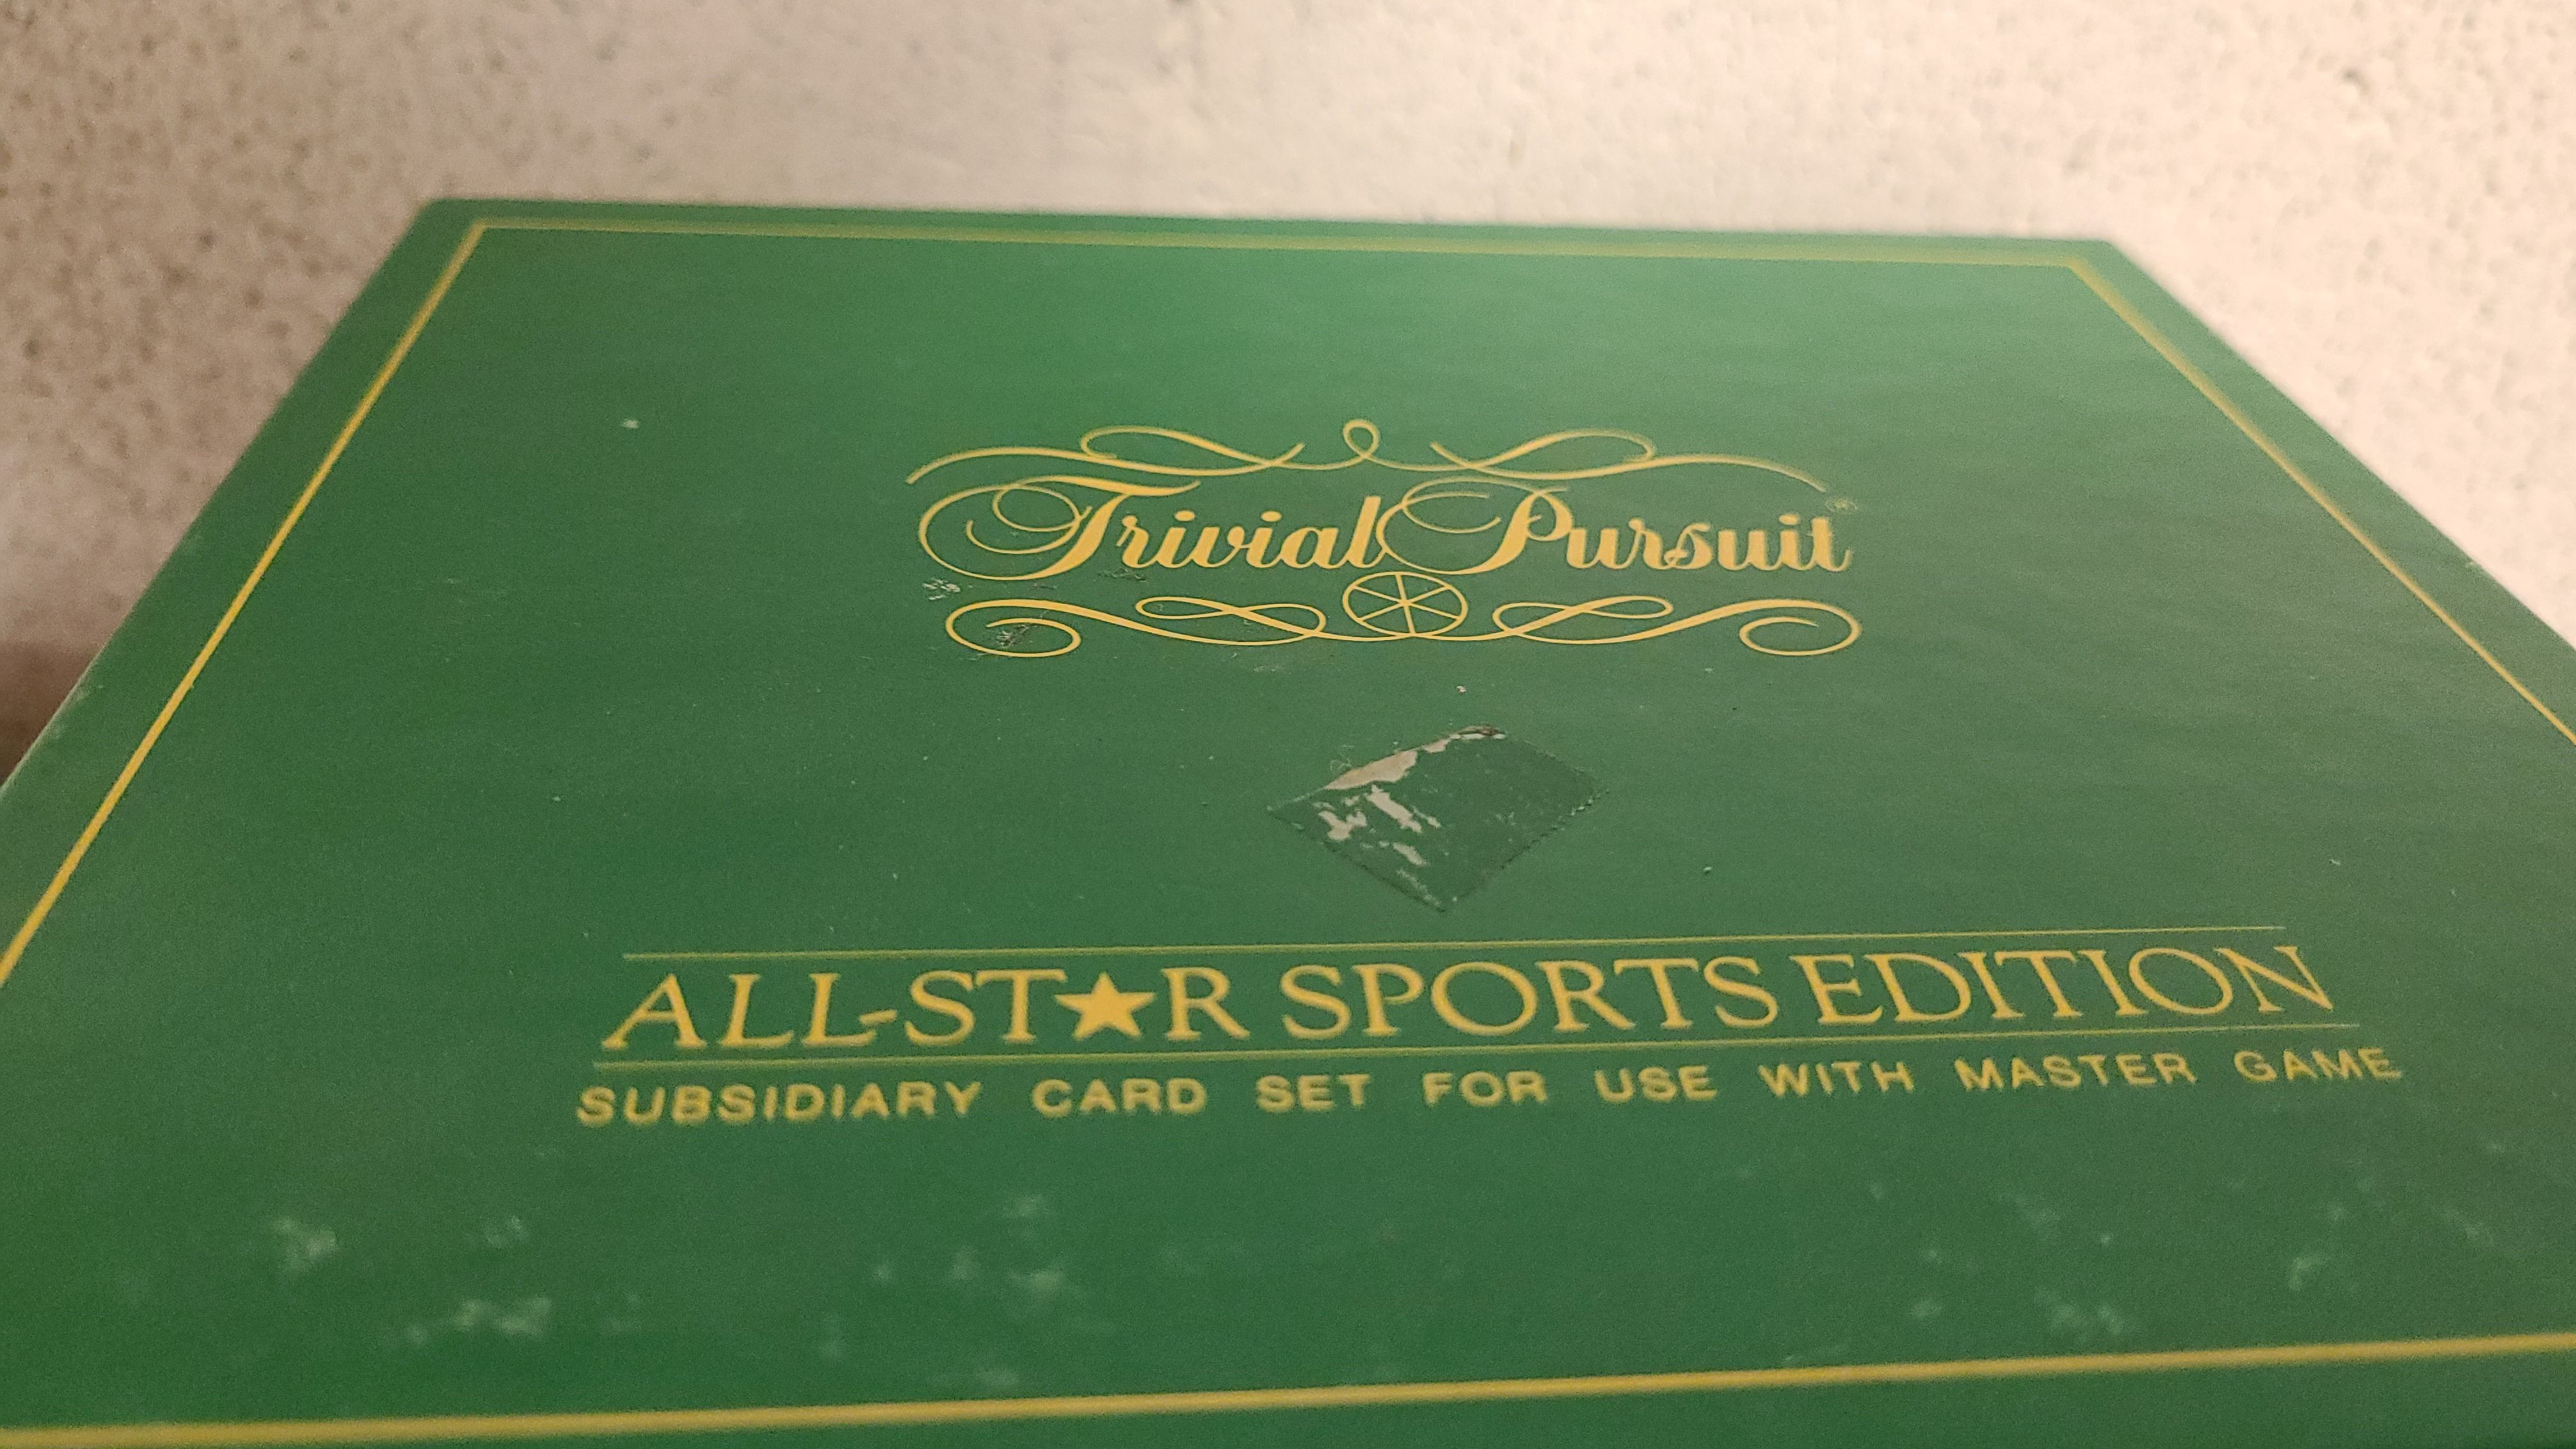 Trivial Pursuit®
ALL-ST★R SPORTS EDITION
SUBSIDIARY CARD SET FOR USE WITH MASTER GAME